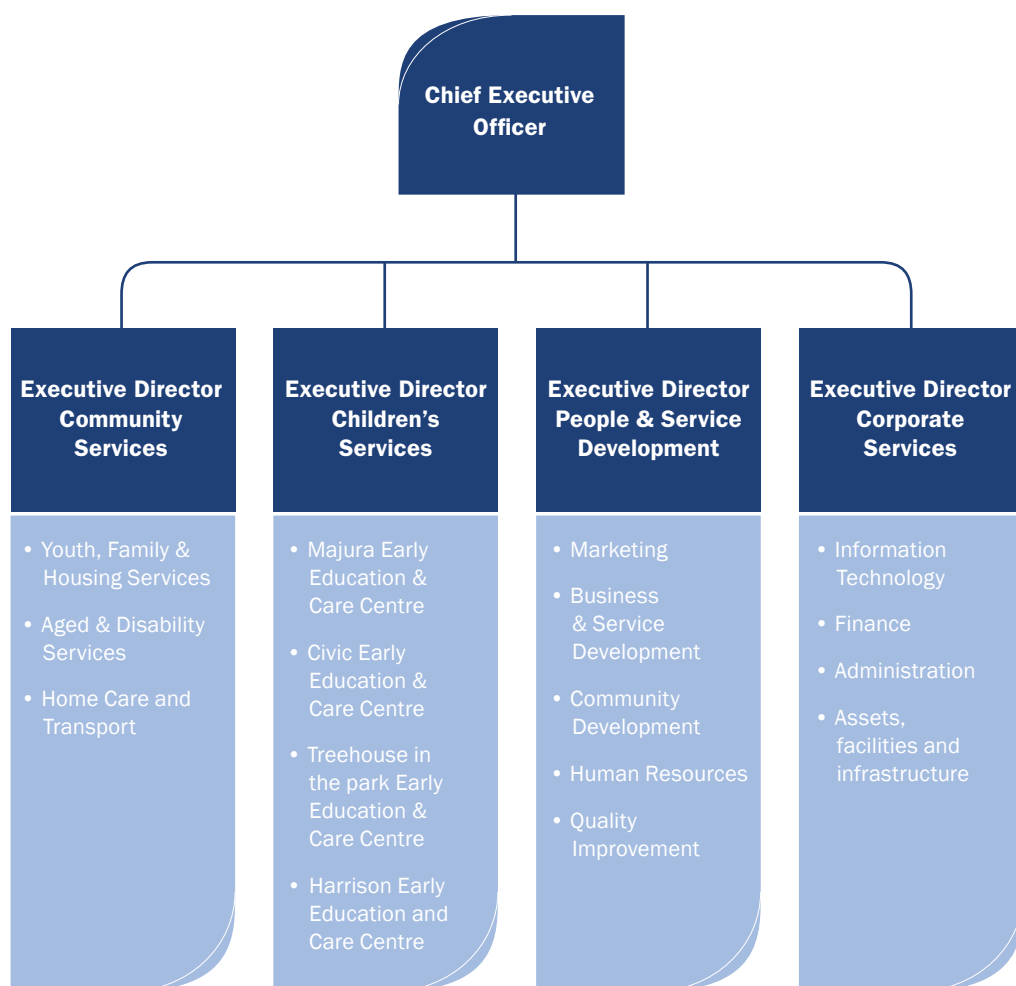 Chief Executive
Officer
Executive Director
Community
Services
• Youth, Family &
Housing Services
• Aged & Disability
Services
• Home Care and
Transport
Executive Director
Children’s
Services
• Majura Early
Education &
Care Centre
• Civic Early
Education &
Care Centre
• Treehouse in
the park Early
Education &
Care Centre
• Harrison Early
Education and
Care Centre
Executive Director
People & Service
Development
• Marketing
• Business
& Service
Development
• Community
Development
• Human Resources
• Quality
Improvement
Executive Director
Corporate
Services
• Information
Technology
• Finance
• Administration
• Assets,
facilities and
infrastructure